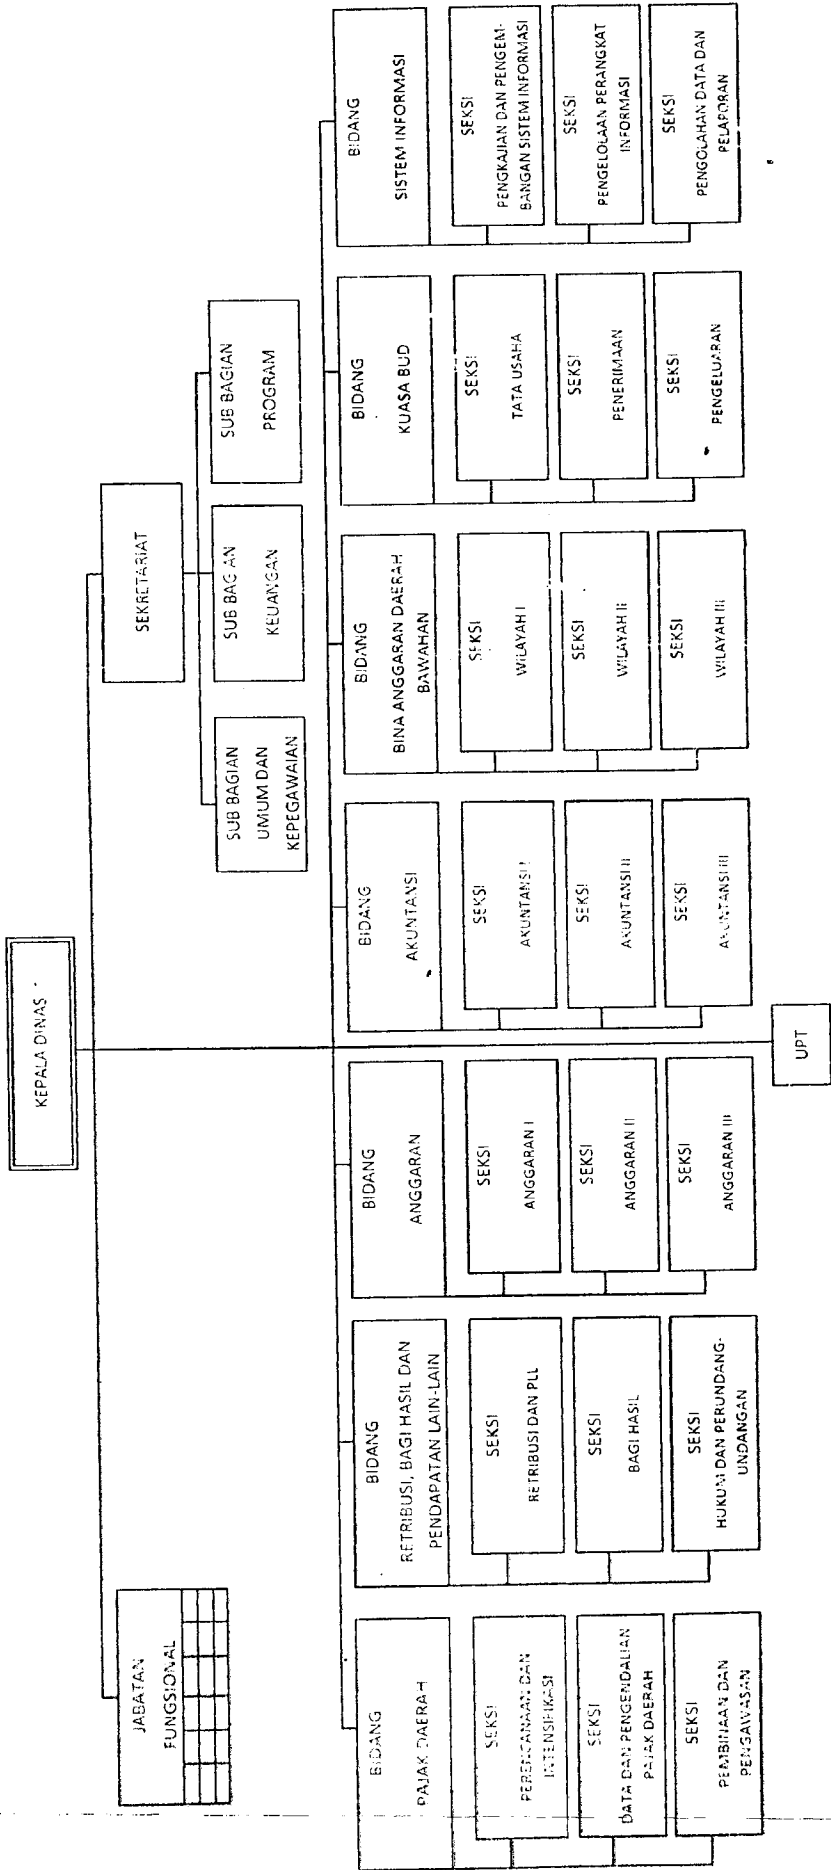 KEPALA DINAS
JABATAN
FUNGSIONAL
SEKRETARIAT
SUB BAGIAN
UMUM DAN
KEPEGAWAIAN
SUB BAG AN
KEUANGAN
SUB BAGIAN
PROGRAM
BIDANG
PAJAK DAERAH
SEKSI
PERENCANAAN DAN
INTENSIFIKASI
SEKSI
DATA DAN PENGENDALIAN
PAJAK DAERAH
SEKSI
PEMBINAAN DAN
PENGAWASAN
BIDANG
RETRIBUSI, BAGI HASIL DAN
PENDAPATAN LAIN-LAIN
SEKSI
RETRIBUSI DAN PLL
SEKSI
BAGI HASIL
SEKSI
HUKUM DAN PERUNDANG-
UNDANGAN
BIDANG
ANGGARAN
SEKSI
ANGGARAN I
SEKSI
ANGGARAN II
SEKSI
ANGGARAN III
BIDANG
AKUNTANSI
SEKSI
AKUNTANSI I
SEKSI
AKUNTANSI II
SEKSI
AKUNTANSI III
BIDANG
BINA ANGGARAN DAERAH
BAWAHAN
SEKSI
WILAYAH I
SEKSI
WILAYAH II
SEKSI
WILAYAH III
BIDANG
KUASA BUD
SEKSI
TATA USAHA
SEKSI
PENERIMAAN
SEKSI
PENGELUARAN
BIDANG
SISTEM INFORMASI
SEKSI
PENGKAJIAN DAN PENGEM-
BANGAN SISTEM INFORMASI
SEKSI
PENGELOLAAN PERANGKAT
INFORMASI
SEKSI
PENGOLAHAN DATA DAN
PELAPORAN
UPT